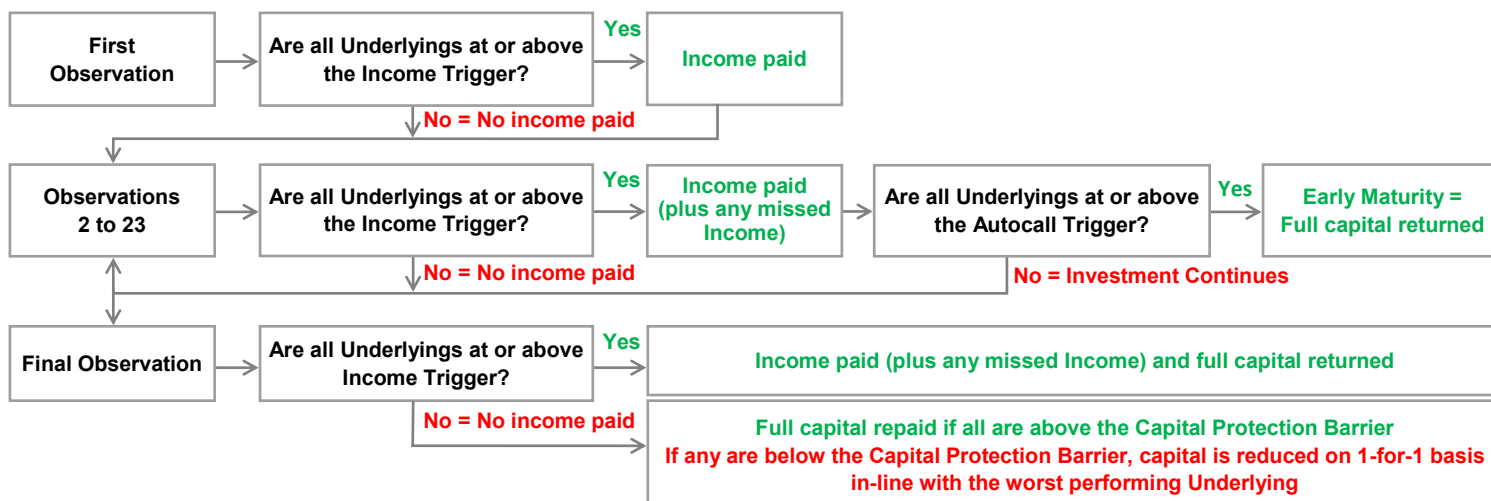 First
Observation
Are all Underlyings at or above
the Income Trigger?
Yes
Income paid
No = No income paid
Observations
2 to 23
Are all Underlyings at or above
the Income Trigger?
Yes
Income paid
(plus any missed
Income)
Are all Underlyings at or above
the Autocall Trigger?
Yes
Early Maturity =
Full capital returned
No = No income paid
No = Investment Continues
Final Observation
Are all Underlyings at or above
Income Trigger?
Yes
Income paid (plus any missed Income) and full capital returned
No = No income paid
Full capital repaid if all are above the Capital Protection Barrier
If any are below the Capital Protection Barrier, capital is reduced on 1-for-1 basis
in-line with the worst performing Underlying